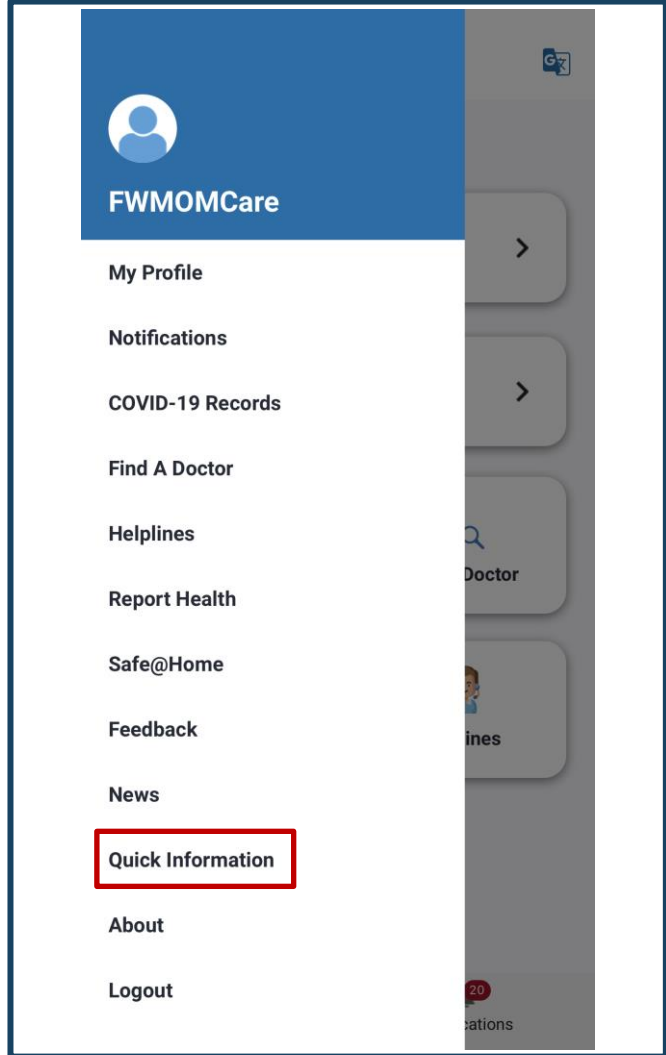 FWMOMCare
My Profile
Notifications
COVID-19 Records
Find A Doctor
Helplines
Report Health
Safe@Home
Feedback
News
Quick Information
About
Logout
G
Doctor
ines
20
cations